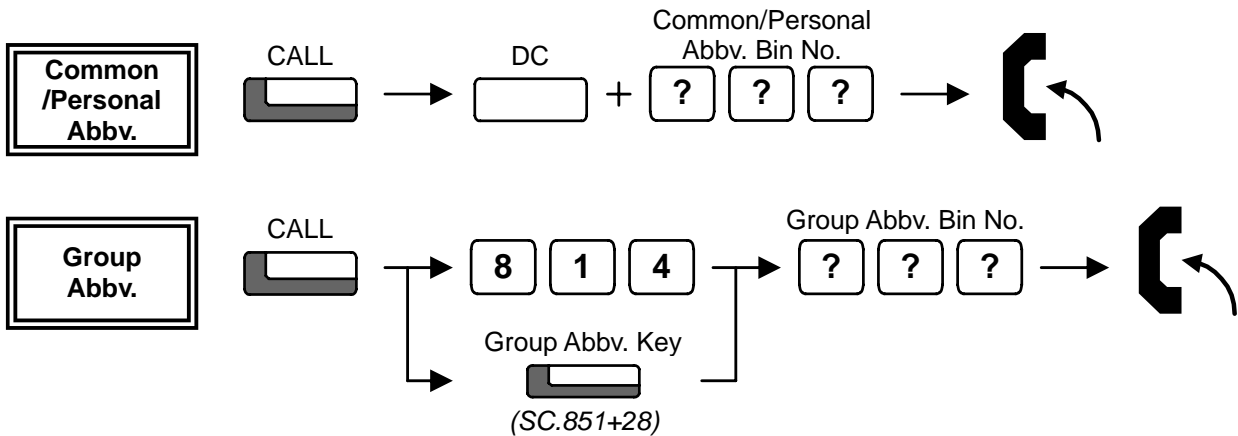 Common
/Personal
Abbv.
CALL
DC
+
Common/Personal
Abbv. Bin No.
? ? ?
Group
Abbv.
CALL
8 1 4
Group Abbv. Key
(SC.851+28)
Group Abbv. Bin No.
? ? ?